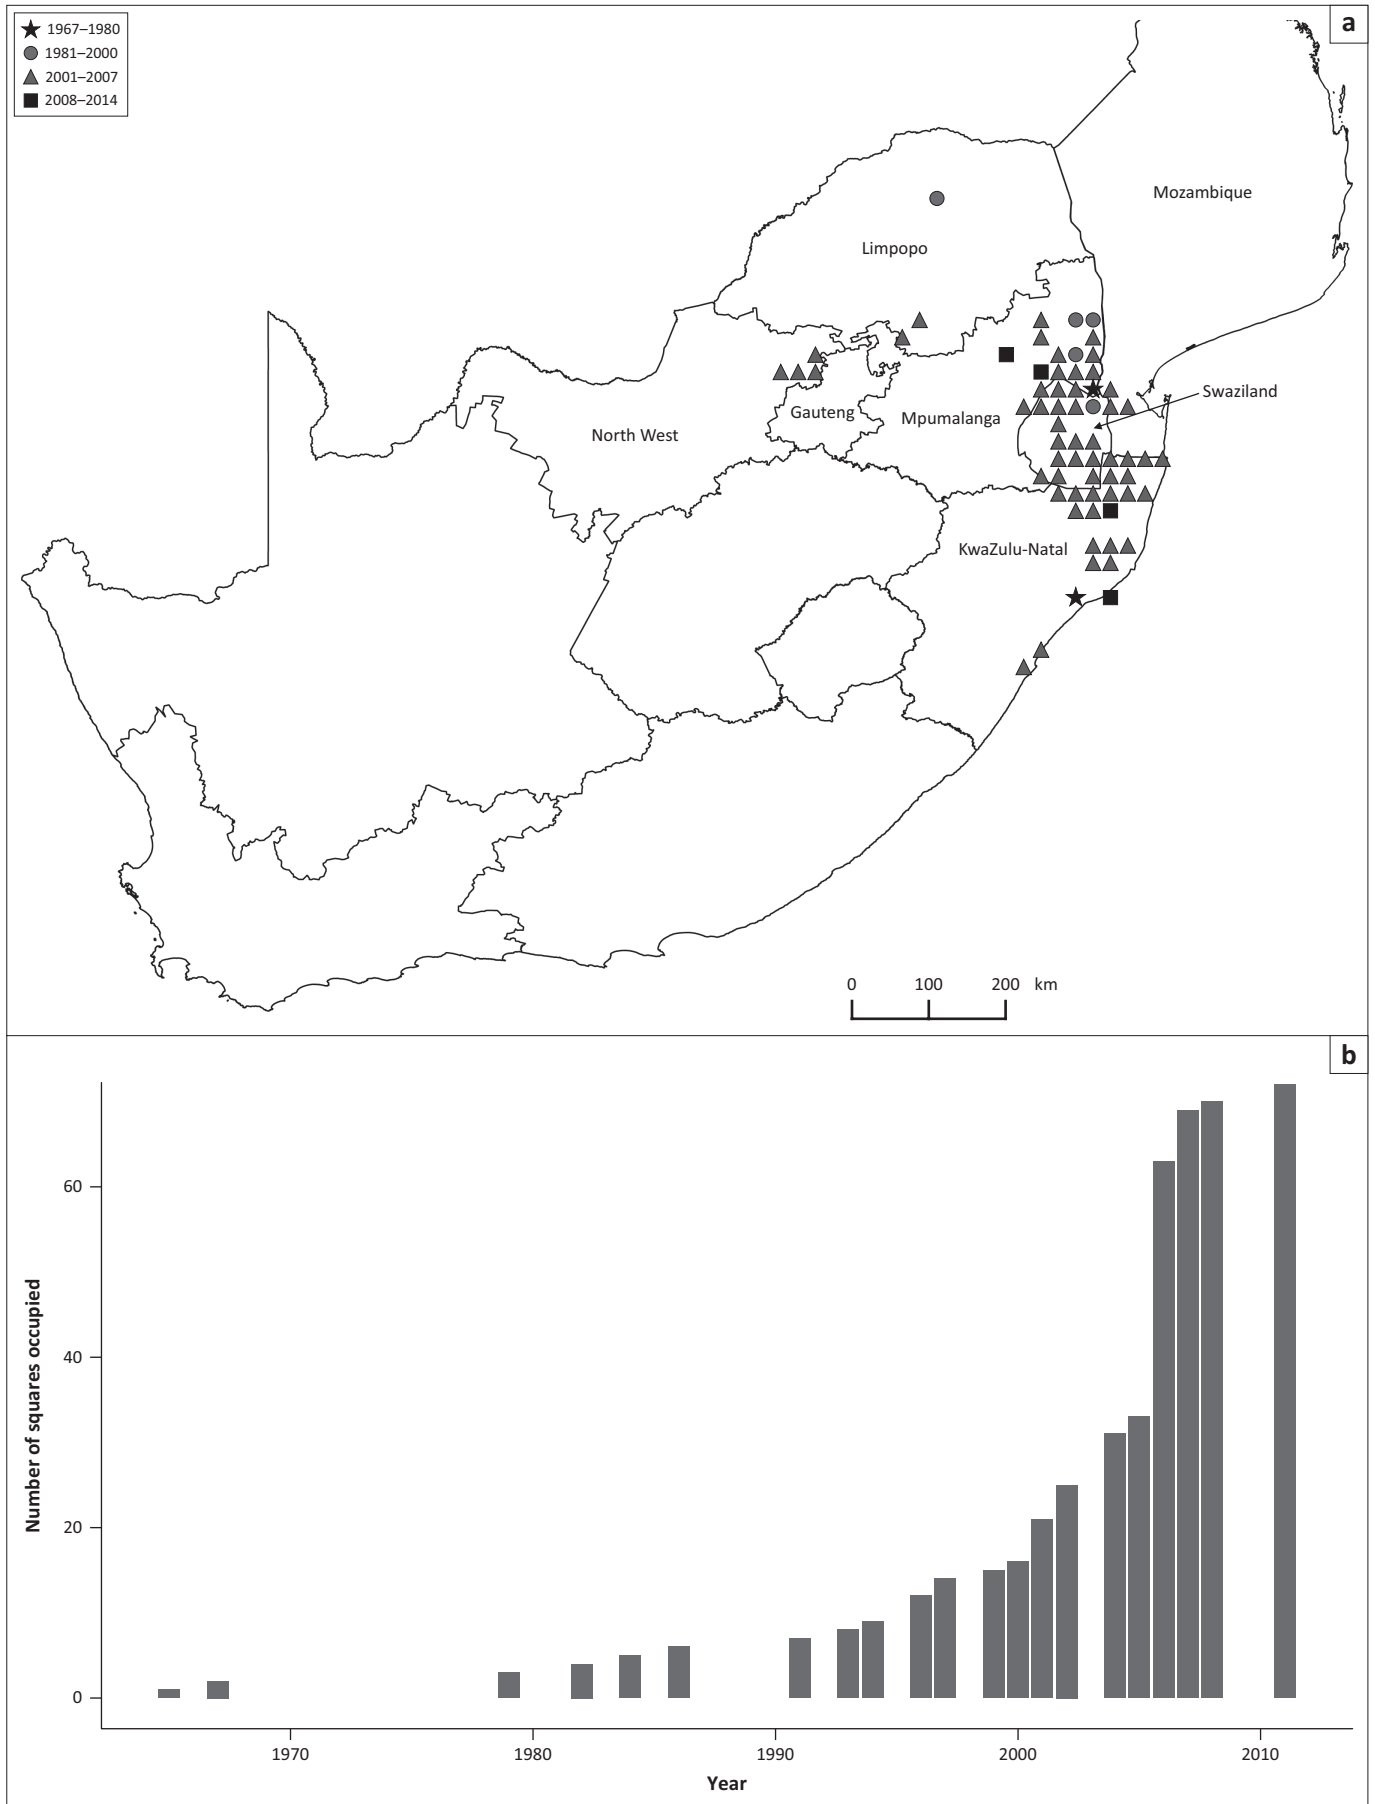 1967–1980
1981–2000
2001–2007
2008–2014
a
Mozambique
Limpopo
Swaziland
Gauteng
Mpumalanga
North West
KwaZulu-Natal
0 100 200 km
b
Number of squares occupied
60
40
20
0
1970 1980 1990 2000 2010
Year